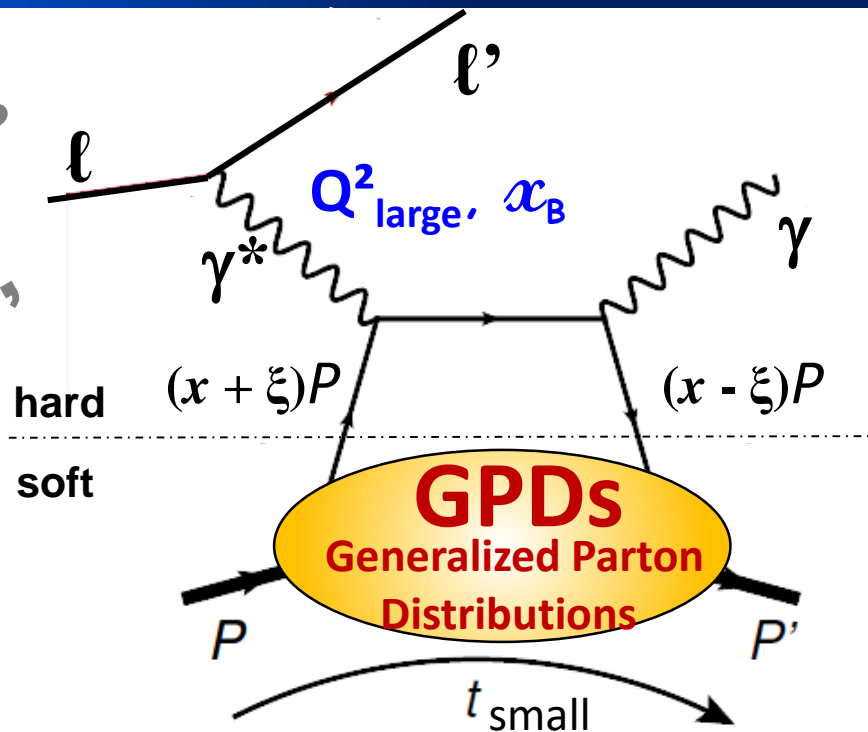 ℓ’
ℓ
Q²large, xB
γ*
γ
(x + ξ)P
(x - ξ)P
hard
soft
GPDs
Generalized Parton
Distributions
P
P'
t small